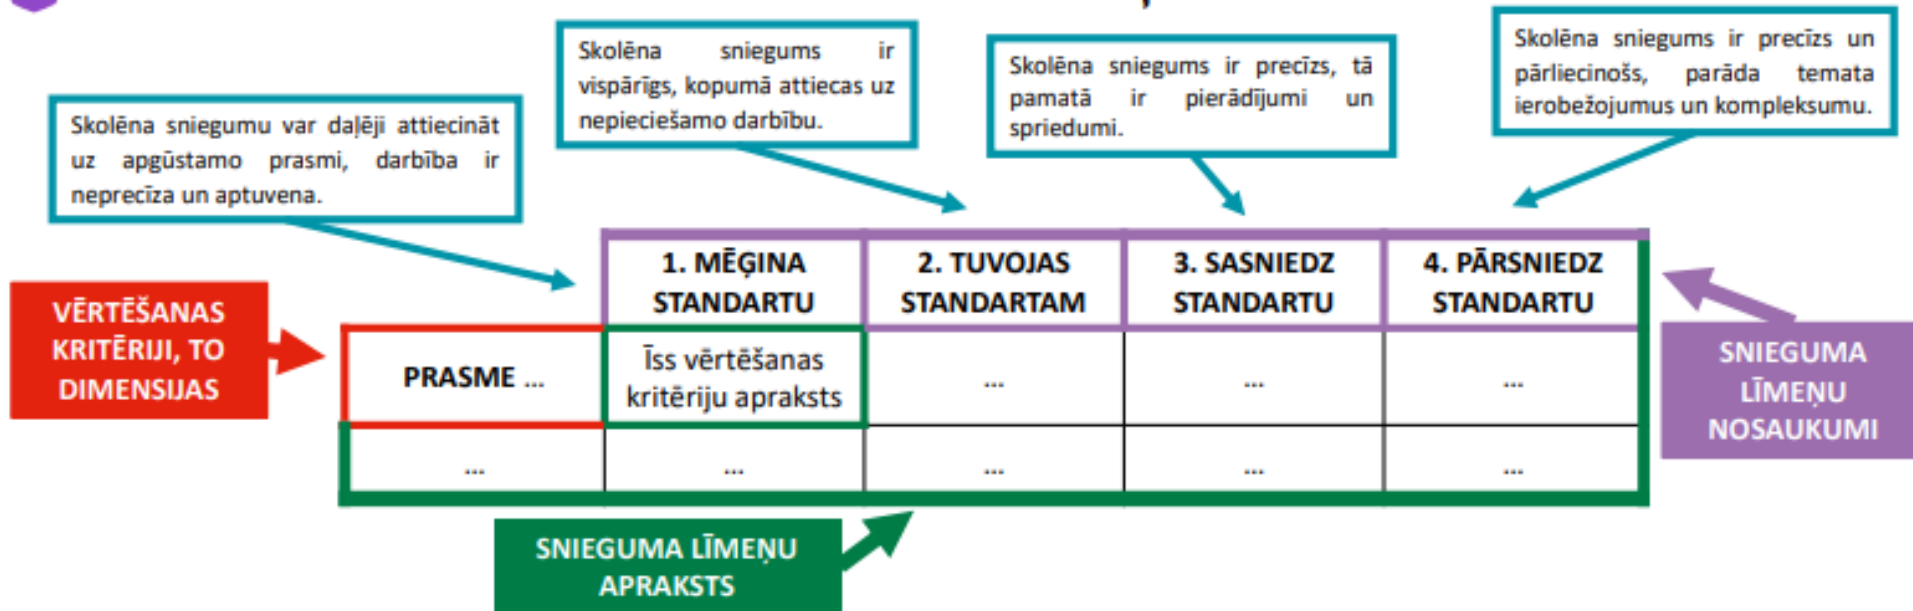 Skolēna sniegumu var daļēji attiecināt
uz apgūstamo prasmi, darbība ir
neprecīza un aptuvena.
Skolēna sniegums ir
vispārīgs, kopumā attiecas uz
nepieciešamo darbību.
Skolēna sniegums ir precīzs, tā
pamatā ir pierādījumi un
spriedumi.
Skolēna sniegums ir precīzs un
pārliecinošs, parāda temata
ierobežojumus un kompleksumu.
1. MĒĢINA
STANDARTU
2. TUVOJAS
STANDARTAM
3. SASNIEDZ
STANDARTU
4. PĀRSNIEDZ
STANDARTU
VĒRTĒŠANAS
KRITĒRIJI, TO
DIMENSIJAS
PRASME ...
Īss vērtēšanas
kritēriju apraksts
...
...
...
...
...
...
...
...
SNIEGUMA
LĪMEŅU
NOSAUKUMI
SNIEGUMA LĪMEŅU
APRAKSTS